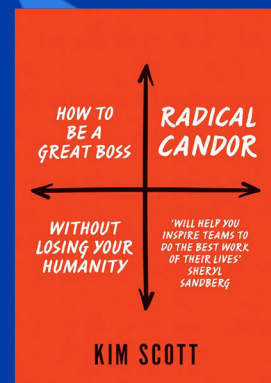 HOW TO
BE A
GREAT BOSS
RADICAL
CANDOR
WITHOUT
LOSING YOUR
HUMANITY
'WILL HELP YOU
INSPIRE TEAMS TO
DO THE BEST WORK
OF THEIR LIVES'
SHERYL
SANDBERG
KIM SCOTT